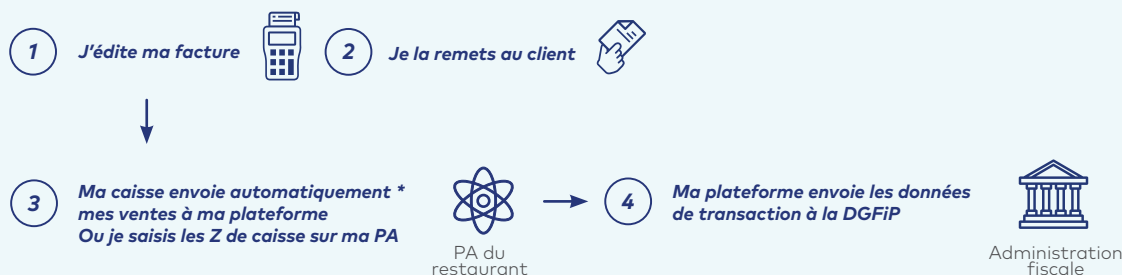 1
J'édite ma facture
2
Je la remets au client
3
Ma caisse envoie automatiquement *
mes ventes à ma plateforme
Ou je saisis les Z de caisse sur ma PA
PA du
restaurant
4
Ma plateforme envoie les données
de transaction à la DGFiP
Administration
fiscale